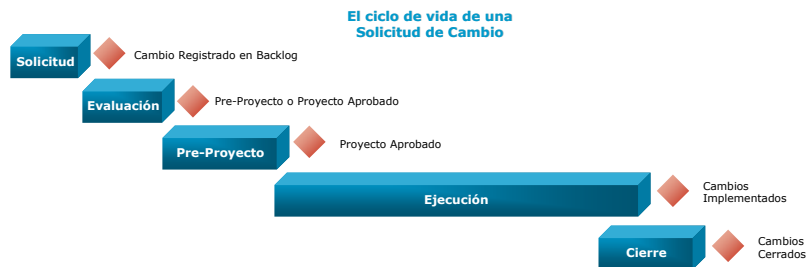 El ciclo de vida de una
Solicitud de Cambio
Solicitud
Cambio Registrado en Backlog
Evaluación
Pre-Proyecto o Proyecto Aprobado
Pre-Proyecto
Proyecto Aprobado
Ejecución
Cambios
Implementados
Cierre
Cambios
Cerrados